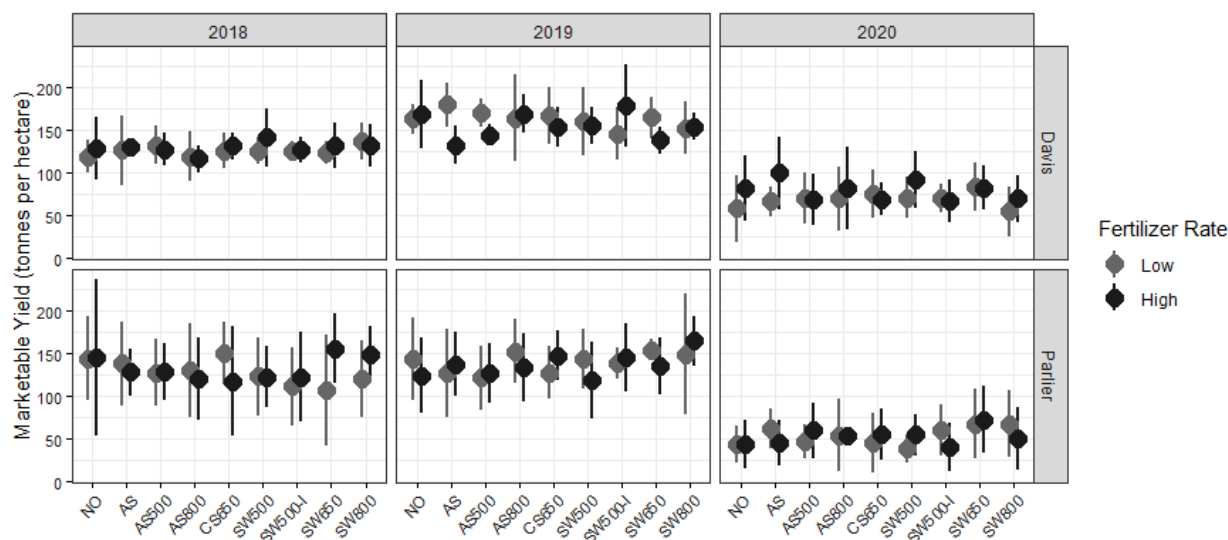 2018 2019 2020
Marketable Yield (tonnes per hectare)
200
150
100
50
0
Davis
200
150
100
50
0
Parlier
NO AS AS500 AS800 CS650 SW500 SW500-I SW650 SW800
NO AS AS500 AS800 CS650 SW500 SW500-I SW650 SW800
NO AS AS500 AS800 CS650 SW500 SW500-I SW650 SW800
Fertilizer Rate
Low
High